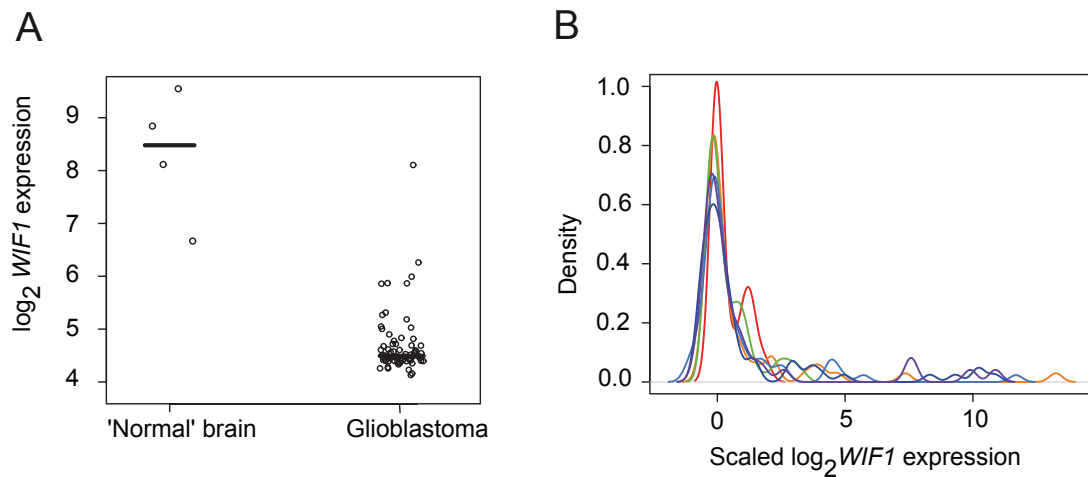 A
log2 WIF1 expression
9
8
7
6
5
4
'Normal' brain
Glioblastoma
B
Density
1.0
0.8
0.6
0.4
0.2
0.0
0
5
10
Scaled log2WIF1 expression